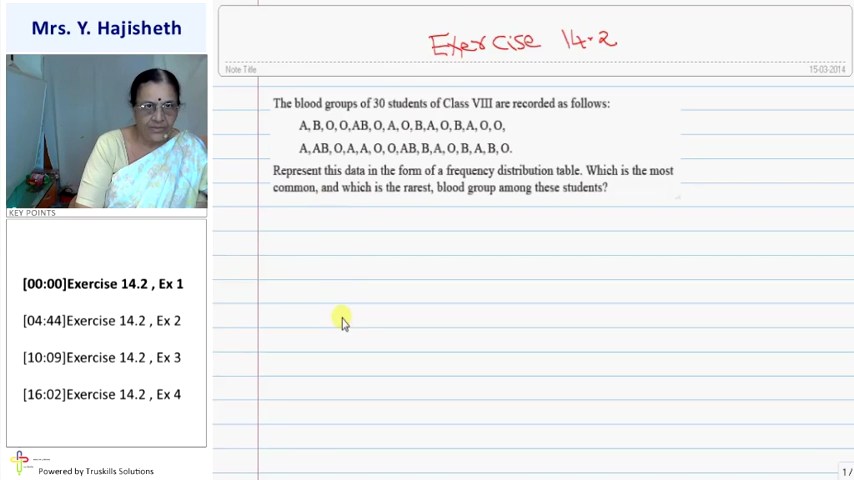 Mrs. Y. Hajisheth
Exercise 14.2
Note Title
15-03-2014
The blood groups of 30 students of Class VIII are recorded as follows:
A, B, O, O, AB, O, A, O, B, A, O, B, A, O, O,
A, AB, O, A, A, O, O, AB, B, A, O, B, A, B, O.
Represent this data in the form of a frequency distribution table. Which is the most
common, and which is the rarest, blood group among these students?
KEY POINTS
[00:00]Exercise 14.2 , Ex 1
[04:44]Exercise 14.2 , Ex 2
[10:09]Exercise 14.2 , Ex 3
[16:02]Exercise 14.2 , Ex 4
Powered by Truskills Solutions
1/